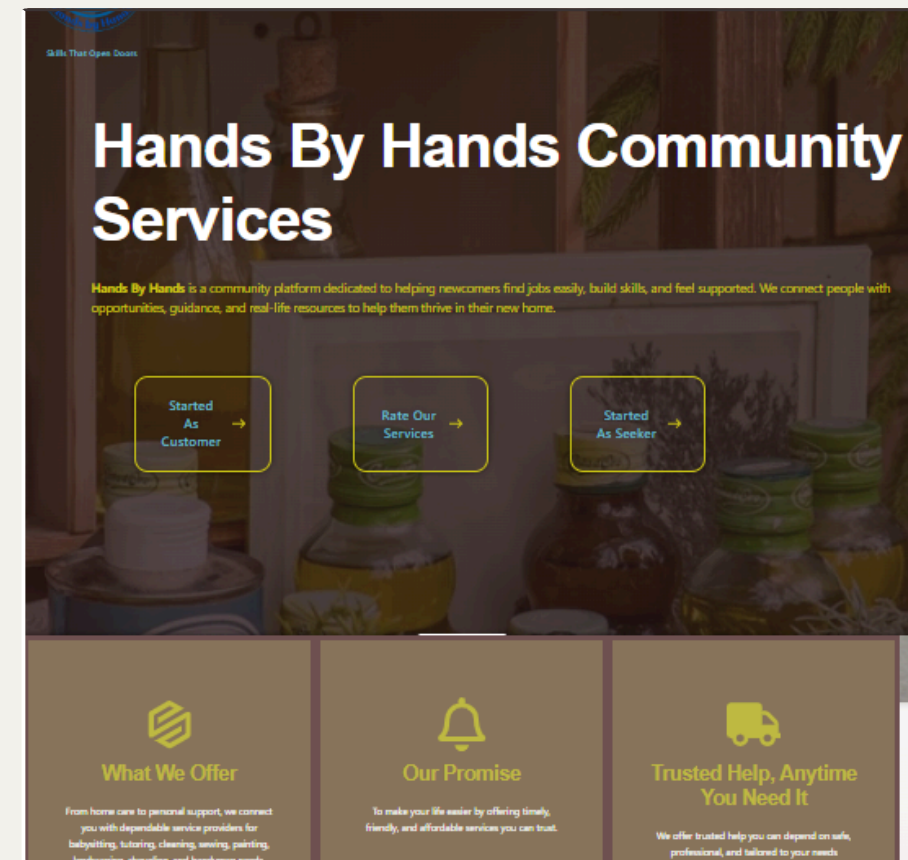 Skills That Open Doors
Hands By Hands Community
Services
Hands By Hands is a community platform dedicated to helping newcomers find jobs easily, build skills, and feel supported. We connect people with
opportunities, guidance, and real-life resources to help them thrive in their new home.
Started
As
Customer
Rate Our
Services
Started
As Seeker
What We Offer
From home care to personal support, we connect
you with dependable service providers for
babysitting, tutoring, cleaning, sewing, painting,
Our Promise
To make your life easier by offering timely,
friendly, and affordable services you can trust.
Trusted Help, Anytime
You Need It
We offer trusted help you can depend on safe,
professional, and tailored to your needs